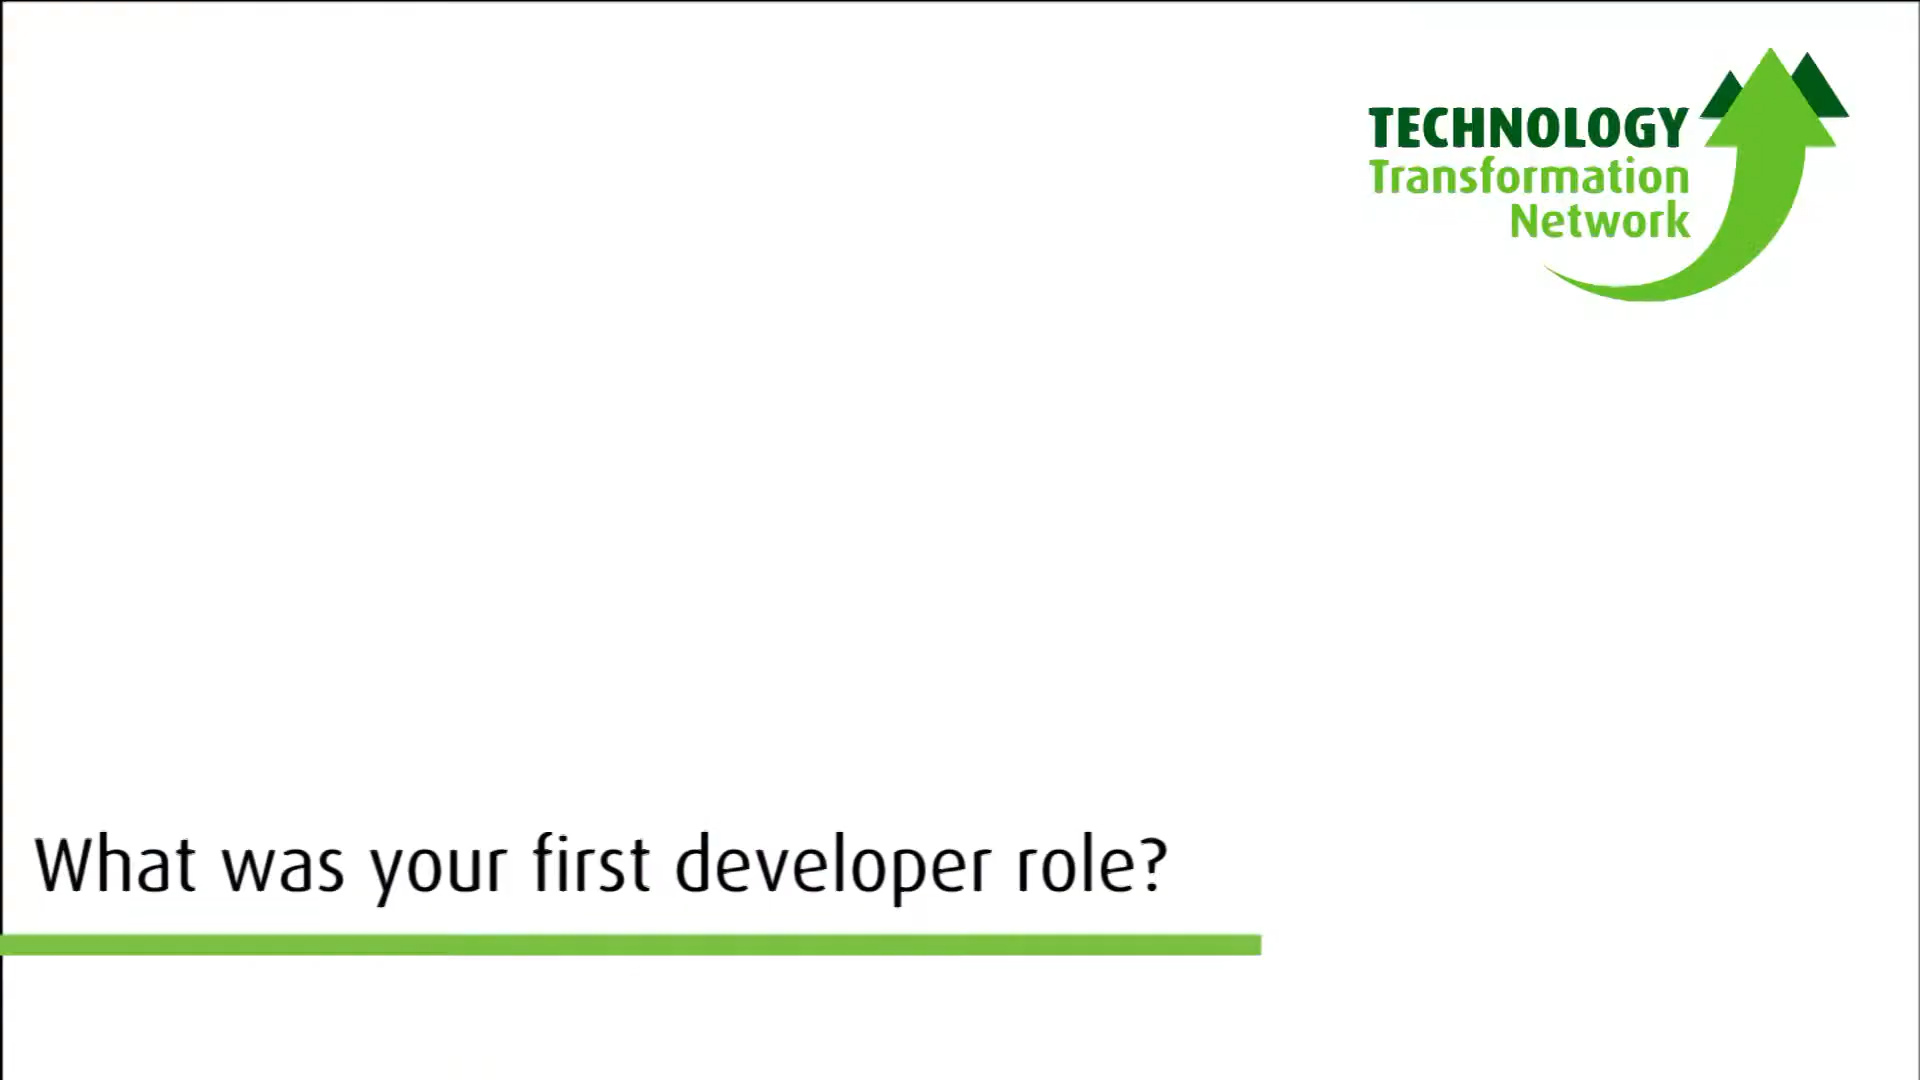 TECHNOLOGY
Transformation
Network
What was your first developer role?